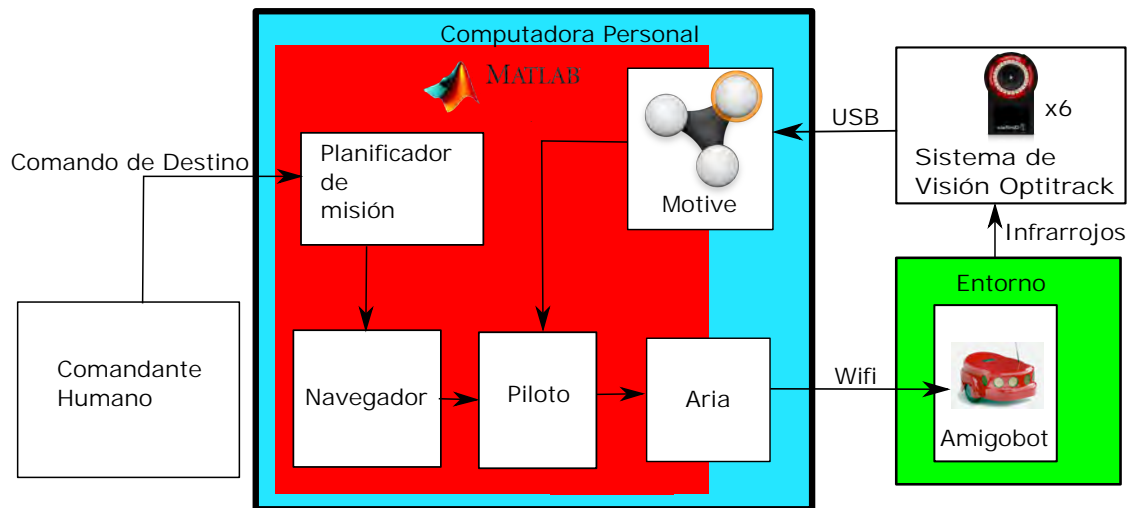 Computadora Personal
MATLAB
x6
USB
Comando de Destino
Planificador
de
misión
Sistema de
Visión Optitrack
Motive
Infrarrojos
Entorno
Comandante
Humano
Navegador
Piloto
Aria
Wifi
Amigobot